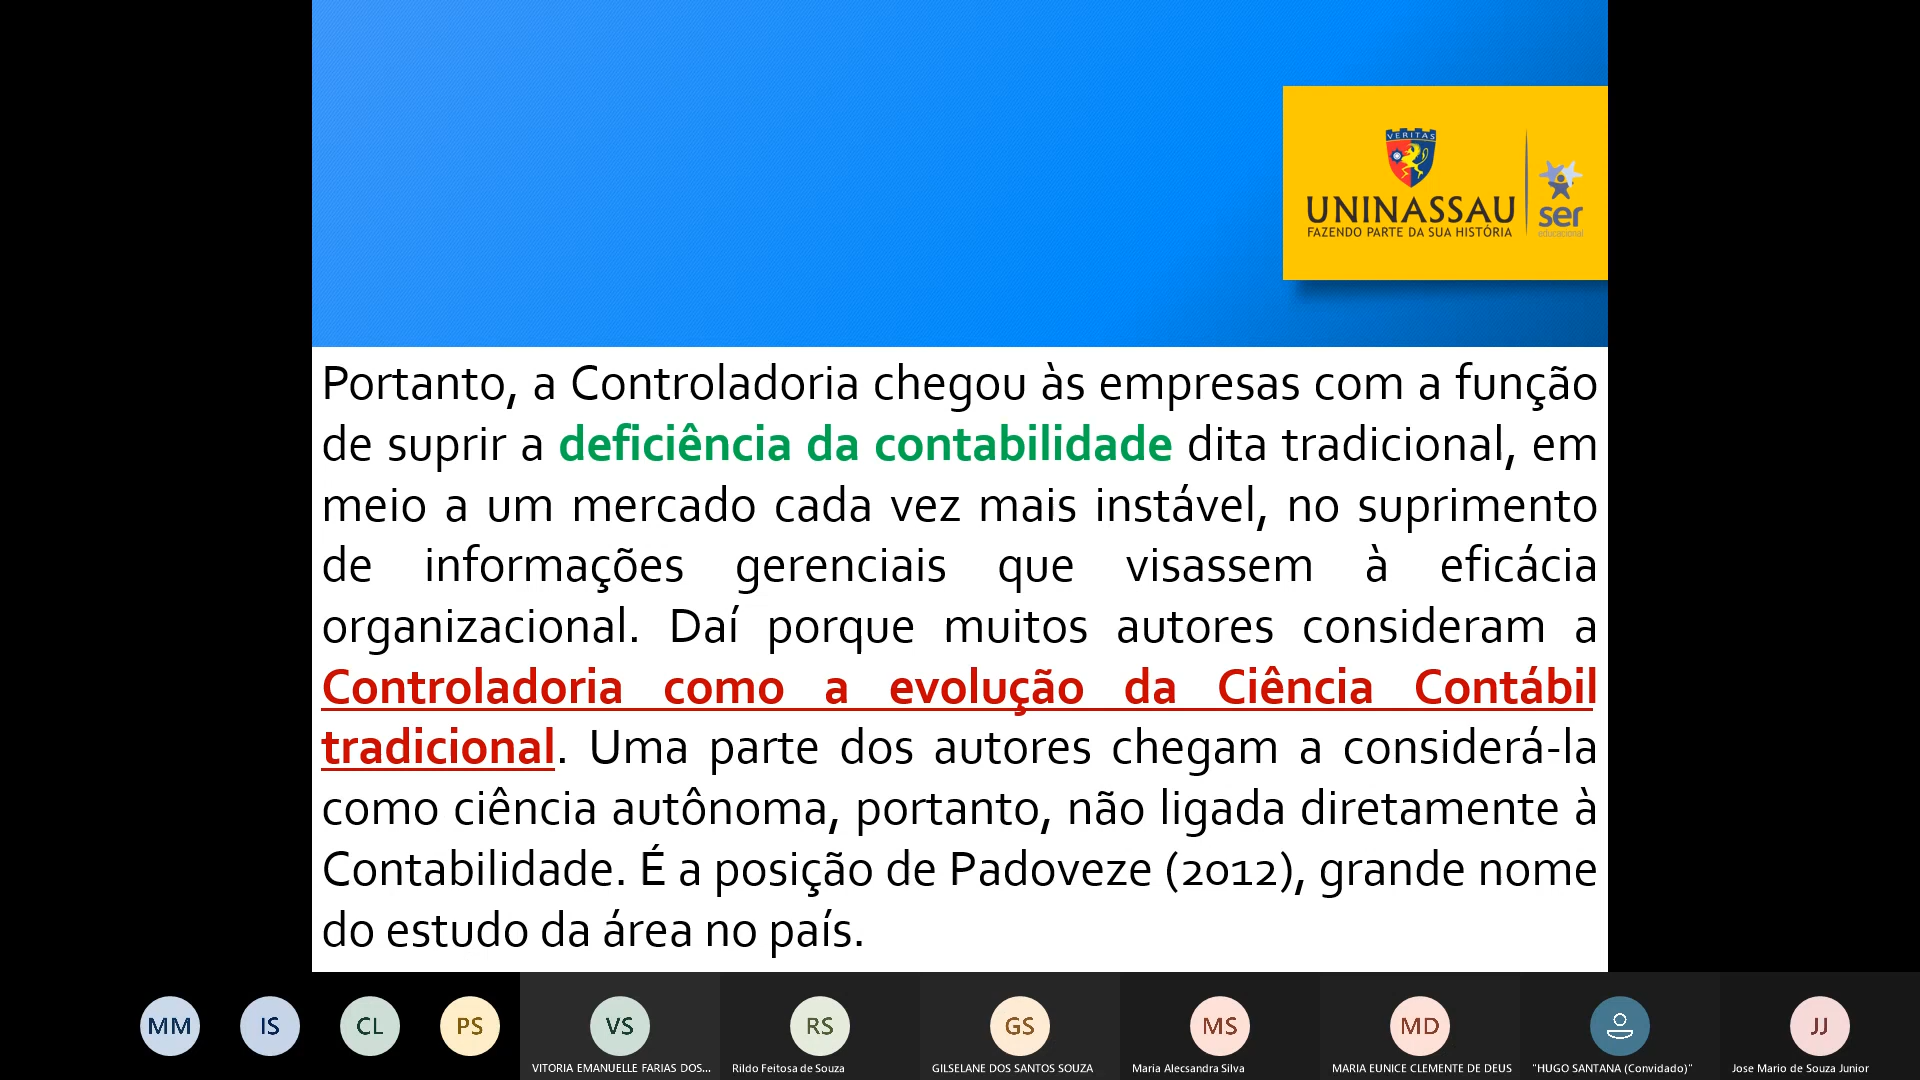 VERITAS
UNINASSAU
FAZENDO PARTE DA SUA HISTÓRIA
ser
educacional
Portanto, a Controladoria chegou às empresas com a função
de suprir a deficiência da contabilidade dita tradicional, em
meio a um mercado cada vez mais instável, no suprimento
de informações gerenciais que visassem à eficácia
organizacional. Daí porque muitos autores consideram a
Controladoria como a evolução da Ciência Contábil
tradicional. Uma parte dos autores chegam a considerá-la
como ciência autônoma, portanto, não ligada diretamente à
Contabilidade. É a posição de Padoveze (2012), grande nome
do estudo da área no país.
MM IS CL PS VS RS GS MS MD JJ
VITORIA EMANUELLE FARIAS DOS... Rildo Feitosa de Souza GILSELANE DOS SANTOS SOUZA Maria Alecsandra Silva MARIA EUNICE CLEMENTE DE DEUS "HUGO SANTANA (Convidado)" Jose Mario de Souza Junior